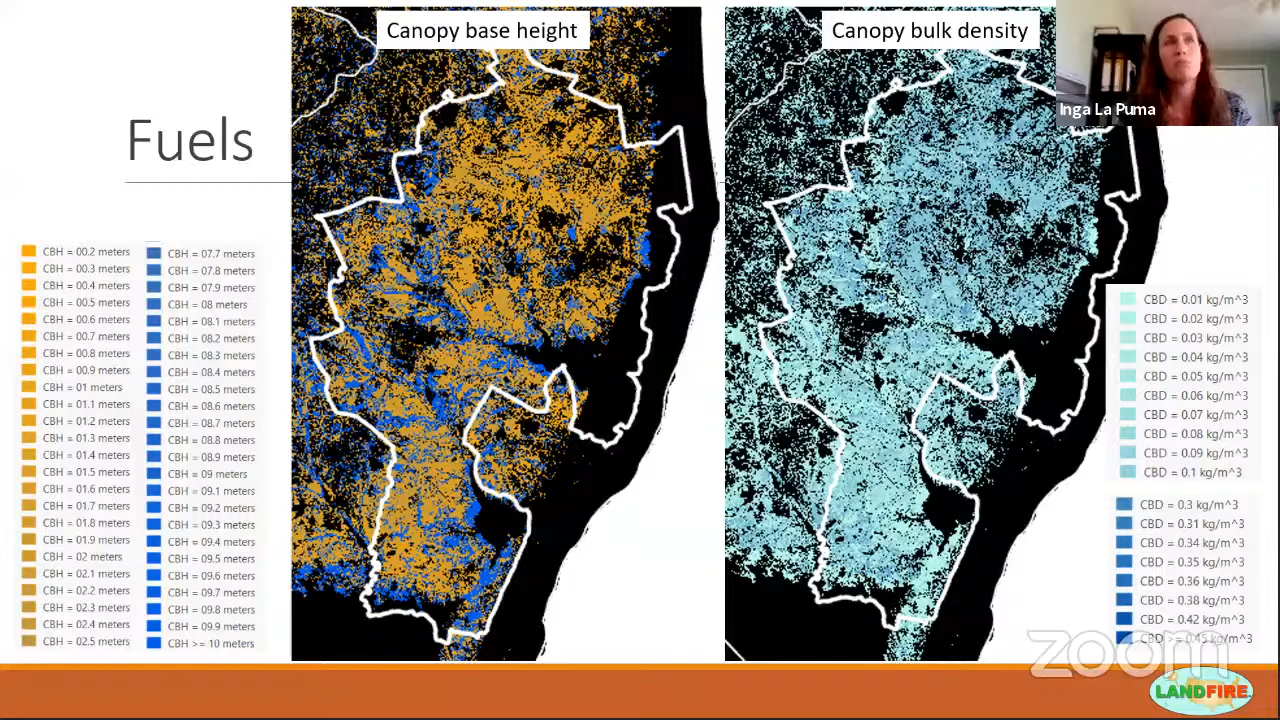 Canopy base height
Canopy bulk density
Inga La Puma
Fuels
CBH = 00.2 meters
CBH = 00.3 meters
CBH = 00.4 meters
CBH = 00.5 meters
CBH = 00.6 meters
CBH = 00.7 meters
CBH = 00.8 meters
CBH = 00.9 meters
CBH = 01 meters
CBH = 01.1 meters
CBH = 01.2 meters
CBH = 01.3 meters
CBH = 01.4 meters
CBH = 01.5 meters
CBH = 01.6 meters
CBH = 01.7 meters
CBH = 01.8 meters
CBH = 01.9 meters
CBH = 02 meters
CBH = 02.1 meters
CBH = 02.2 meters
CBH = 02.3 meters
CBH = 02.4 meters
CBH = 02.5 meters
CBH = 07.7 meters
CBH = 07.8 meters
CBH = 07.9 meters
CBH = 08 meters
CBH = 08.1 meters
CBH = 08.2 meters
CBH = 08.3 meters
CBH = 08.4 meters
CBH = 08.5 meters
CBH = 08.6 meters
CBH = 08.7 meters
CBH = 08.8 meters
CBH = 08.9 meters
CBH = 09 meters
CBH = 09.1 meters
CBH = 09.2 meters
CBH = 09.3 meters
CBH = 09.4 meters
CBH = 09.5 meters
CBH = 09.6 meters
CBH = 09.7 meters
CBH = 09.8 meters
CBH = 09.9 meters
CBH >= 10 meters
CBD = 0.01 kg/m^3
CBD = 0.02 kg/m^3
CBD = 0.03 kg/m^3
CBD = 0.04 kg/m^3
CBD = 0.05 kg/m^3
CBD = 0.06 kg/m^3
CBD = 0.07 kg/m^3
CBD = 0.08 kg/m^3
CBD = 0.09 kg/m^3
CBD = 0.1 kg/m^3
CBD = 0.3 kg/m^3
CBD = 0.31 kg/m^3
CBD = 0.34 kg/m^3
CBD = 0.35 kg/m^3
CBD = 0.36 kg/m^3
CBD = 0.38 kg/m^3
CBD = 0.42 kg/m^3
CBD >= 0.45 kg/m^3
zoom
LANDFIRE